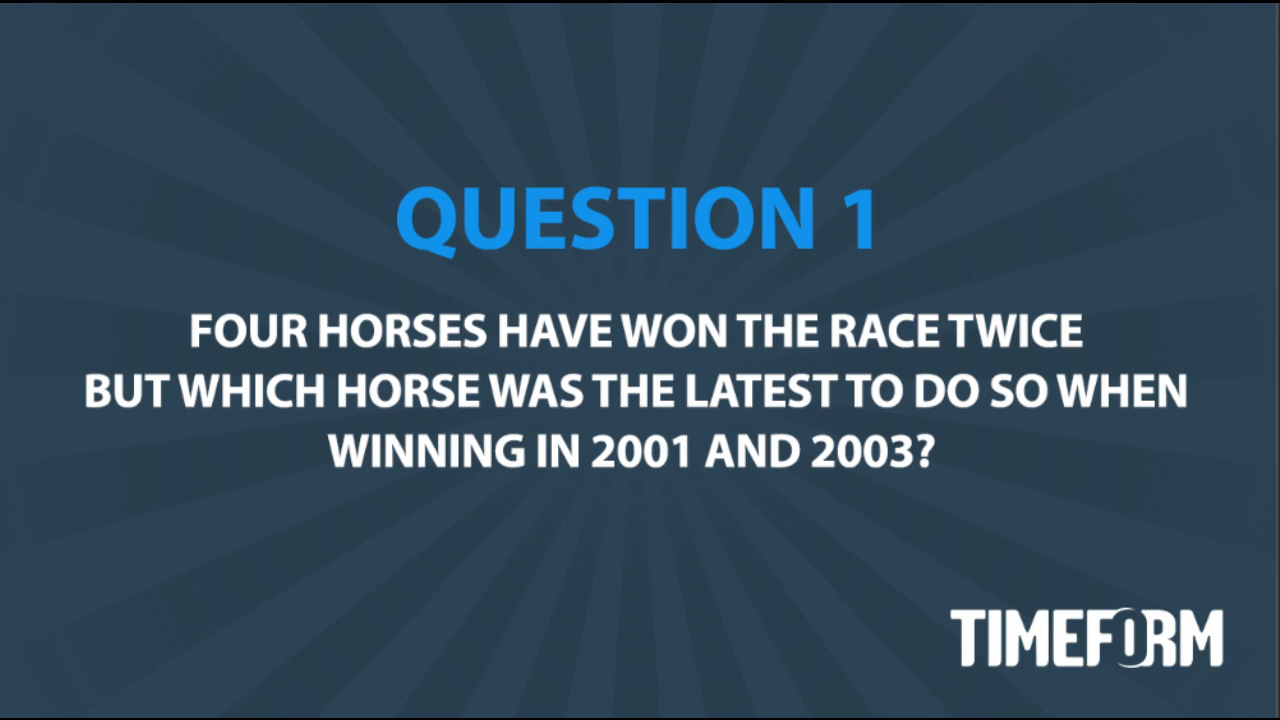 QUESTION 1
FOUR HORSES HAVE WON THE RACE TWICE
BUT WHICH HORSE WAS THE LATEST TO DO SO WHEN
WINNING IN 2001 AND 2003?
TIMEFORM